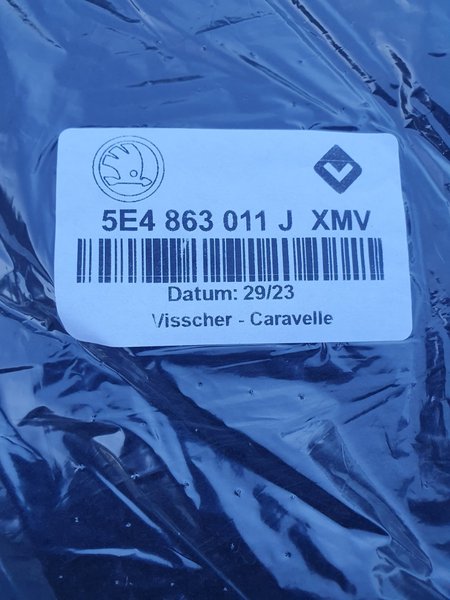 5E4 863 011 J XMV
Datum: 29/23
Visscher - Caravelle